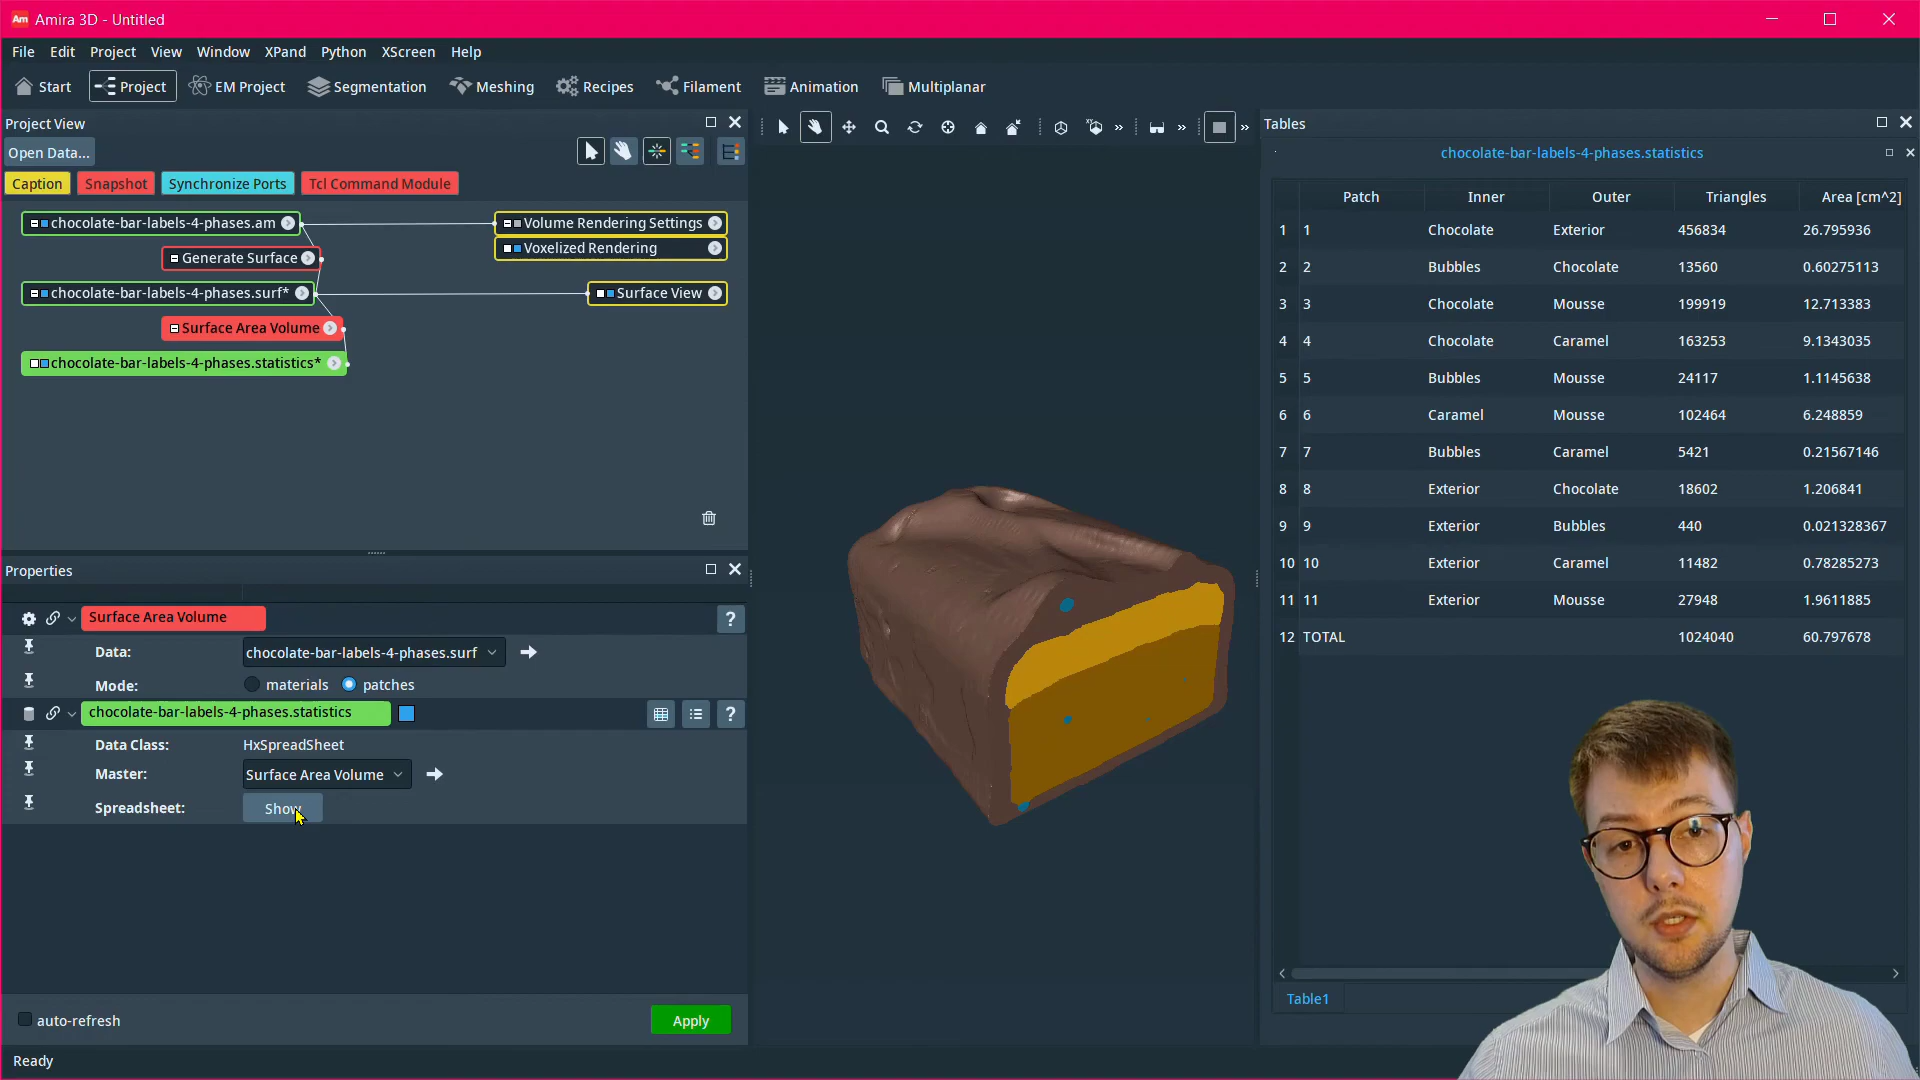 Am Amira 3D - Untitled
File Edit Project View Window XPand Python XScreen Help
Start Project EM Project Segmentation Meshing Recipes Filament Animation Multiplanar
Project View
Open Data...
Caption Snapshot Synchronize Ports Tcl Command Module
chocolate-bar-labels-4-phases.am Volume Rendering Settings
Voxelized Rendering
Generate Surface
chocolate-bar-labels-4-phases.surf* Surface View
Surface Area Volume
chocolate-bar-labels-4-phases.statistics*
Properties
Surface Area Volume ?
Data: chocolate-bar-labels-4-phases.surf
Mode: materials patches
chocolate-bar-labels-4-phases.statistics ?
Data Class: HxSpreadSheet
Master: Surface Area Volume
Spreadsheet: Show
auto-refresh Apply
Ready
Tables
chocolate-bar-labels-4-phases.statistics
Patch Inner Outer Triangles Area [cm^2]
1 1 Chocolate Exterior 456834 26.795936
2 2 Bubbles Chocolate 13560 0.60275113
3 3 Chocolate Mousse 199919 12.713383
4 4 Chocolate Caramel 163253 9.1343035
5 5 Bubbles Mousse 24117 1.1145638
6 6 Caramel Mousse 102464 6.248859
7 7 Bubbles Caramel 5421 0.21567146
8 8 Exterior Chocolate 18602 1.206841
9 9 Exterior Bubbles 440 0.021328367
10 10 Exterior Caramel 11482 0.78285273
11 11 Exterior Mousse 27948 1.9611885
12 TOTAL 1024040 60.797678
Table1